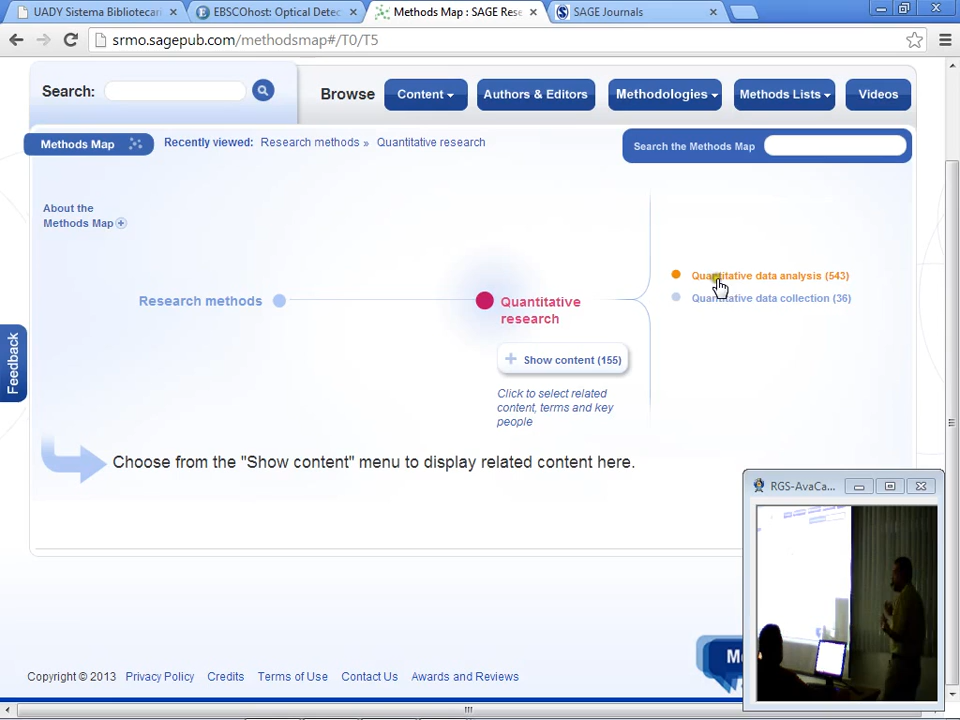 UADY Sistema Bibliotecari
EBSCOhost: Optical Detec
Methods Map : SAGE Rese
SAGE Journals
srmo.sagepub.com/methodsmap#/T0/T5
Search:
Browse
Content
Authors & Editors
Methodologies
Methods Lists
Videos
Methods Map
Recently viewed: Research methods » Quantitative research
Search the Methods Map
About the
Methods Map
Quantitative data analysis (543)
Quantitative data collection (36)
Research methods
Quantitative
research
Show content (155)
Click to select related
content, terms and key
people
Feedback
Choose from the "Show content" menu to display related content here.
RGS-AvaCa...
Copyright © 2013 Privacy Policy Credits Terms of Use Contact Us Awards and Reviews